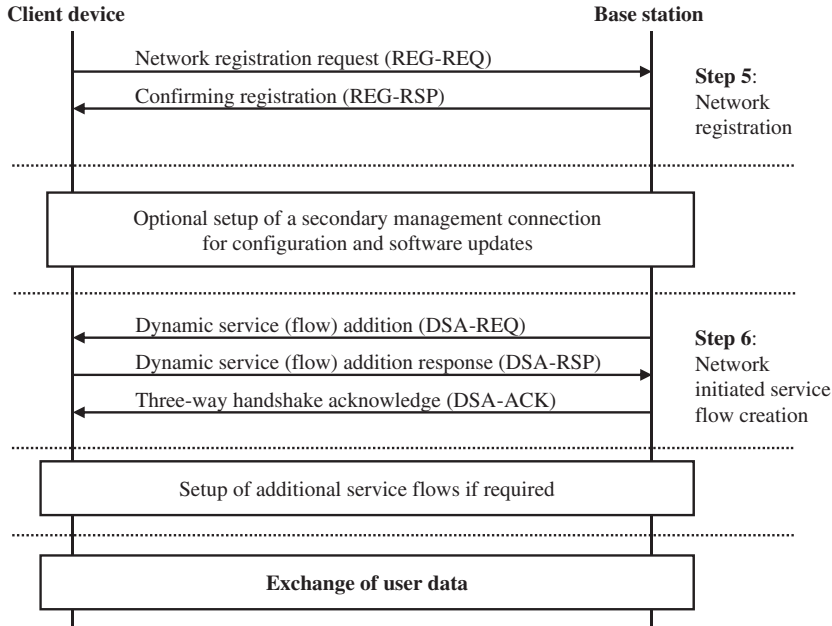 Client device
Base station
Network registration request (REG-REQ)
Confirming registration (REG-RSP)
Step 5:
Network
registration
Optional setup of a secondary management connection
for configuration and software updates
Dynamic service (flow) addition (DSA-REQ)
Dynamic service (flow) addition response (DSA-RSP)
Three-way handshake acknowledge (DSA-ACK)
Step 6:
Network
initiated service
flow creation
Setup of additional service flows if required
Exchange of user data